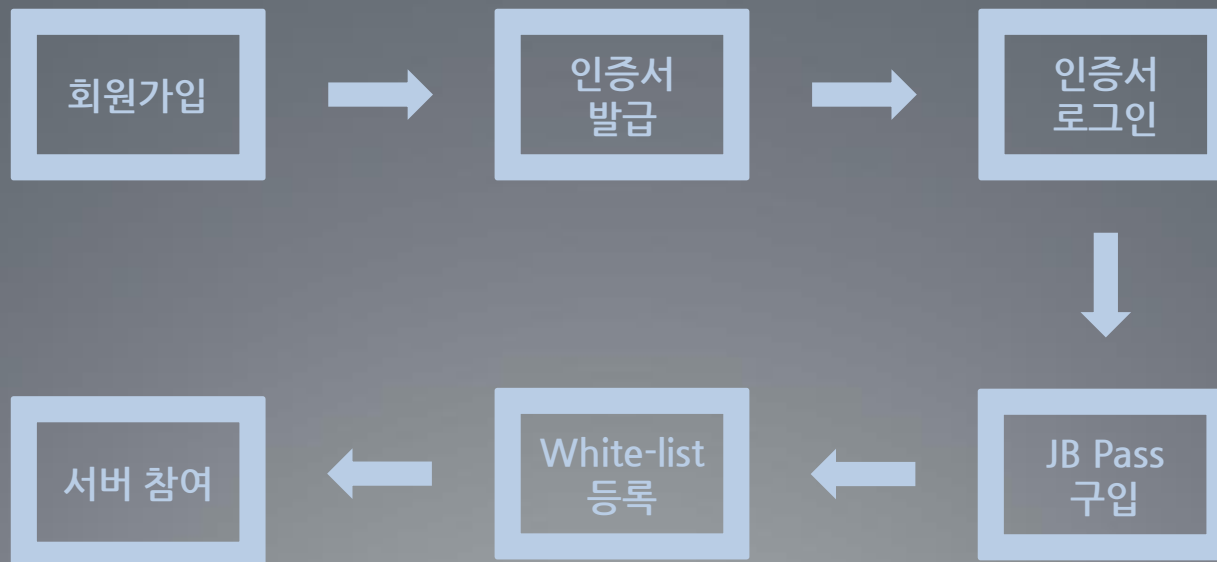 회원가입
인증서
발급
인증서
로그인
JB Pass
구입
White-list
등록
서버 참여